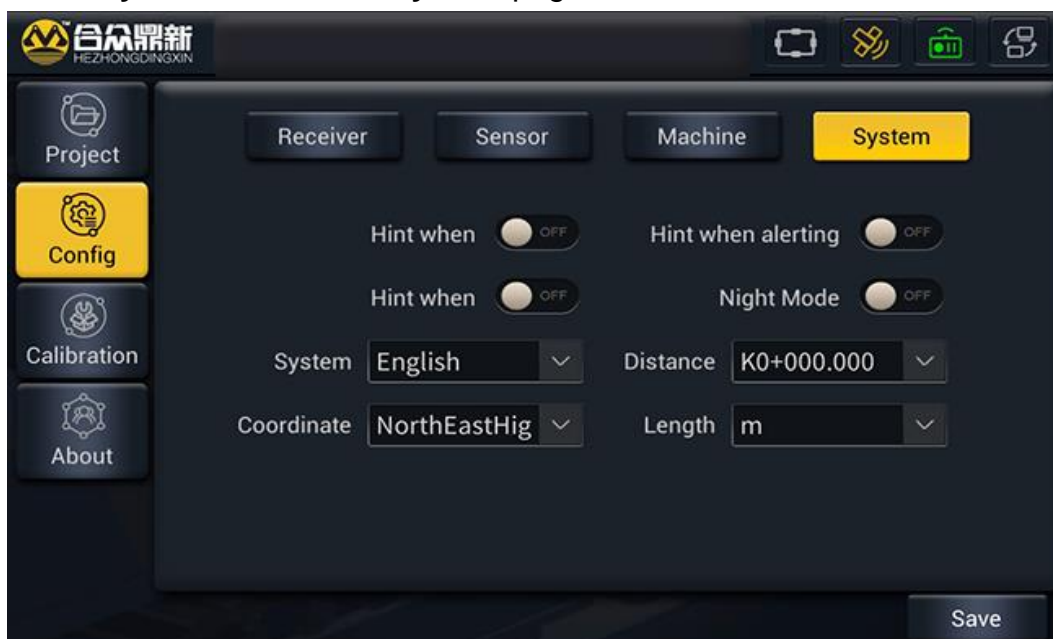 合众鼎新
HEZHONGDINGXIN
Project
Config
Calibration
About
Receiver Sensor Machine System
Hint when OFF Hint when alerting OFF
Hint when OFF Night Mode OFF
System English Distance K0+000.000
Coordinate NorthEastHig Length m
Save